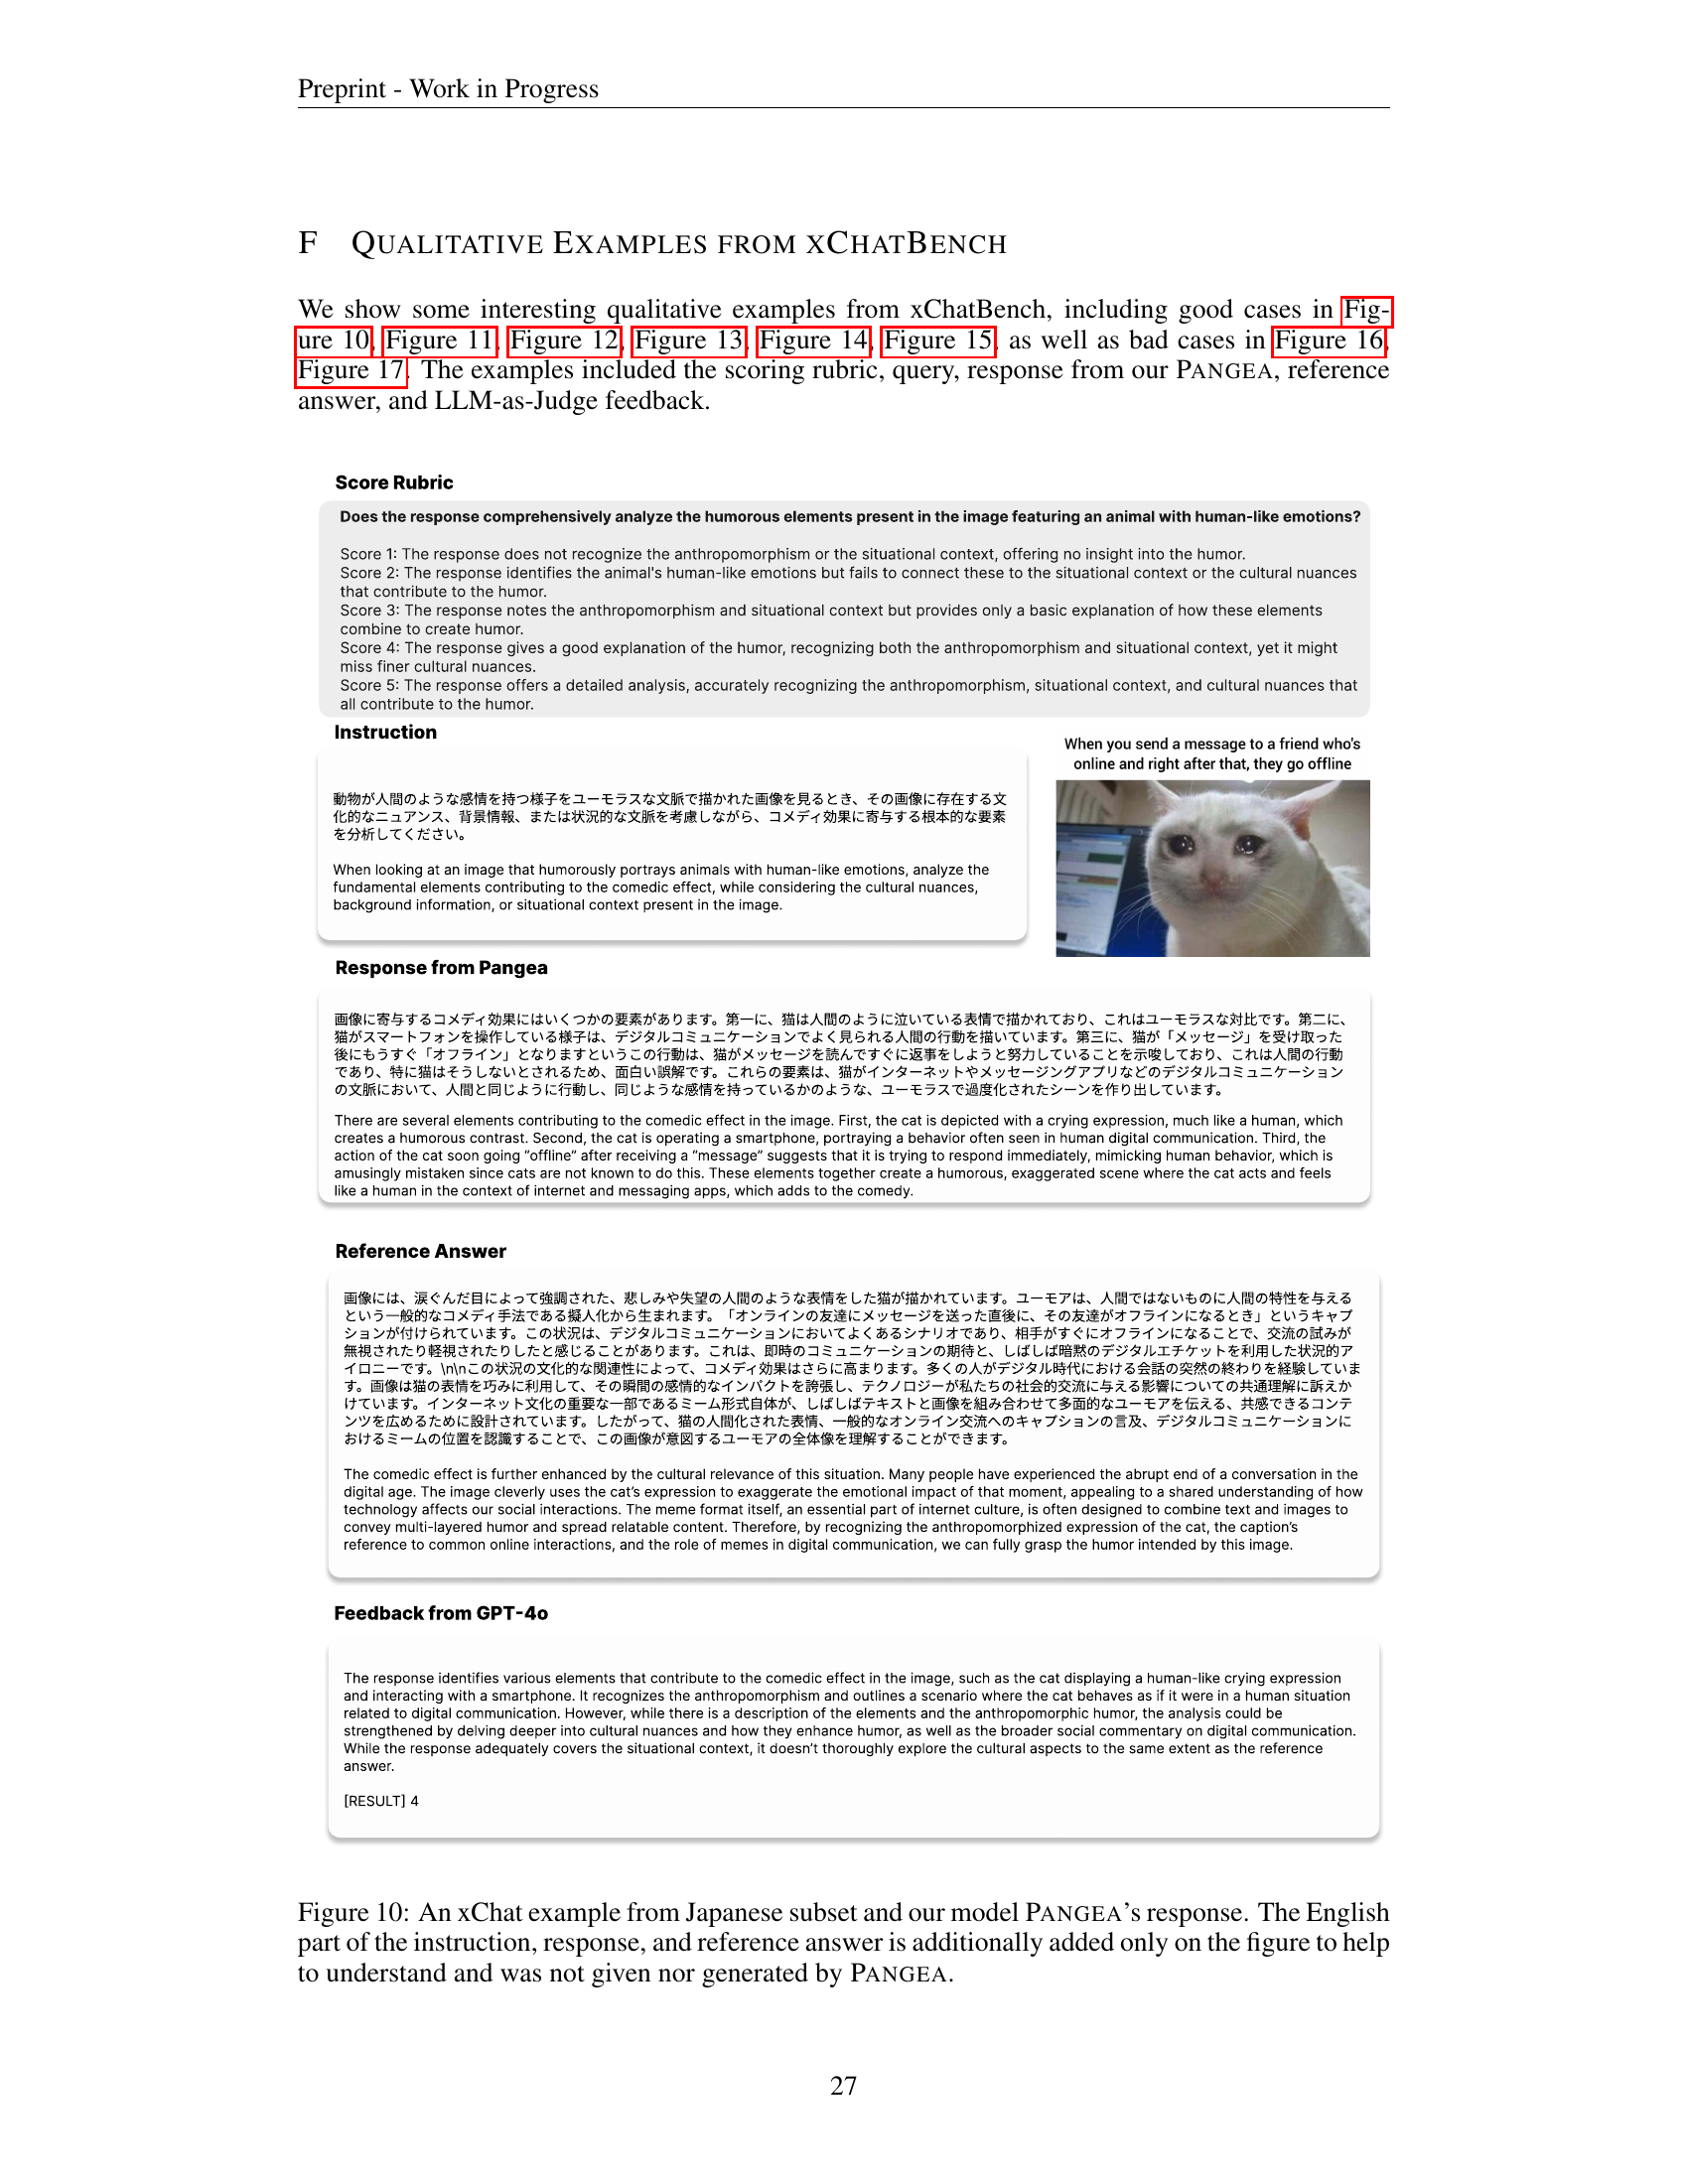 Preprint - Work in Progress
F QUALITATIVE EXAMPLES FROM XCHATBENCH
We show some interesting qualitative examples from xChatBench, including good cases in Fig-
ure 10, Figure 11, Figure 12, Figure 13, Figure 14, Figure 15, as well as bad cases in Figure 16,
Figure 17. The examples included the scoring rubric, query, response from our PANGEA, reference
answer, and LLM-as-Judge feedback.
Score Rubric
Does the response comprehensively analyze the humorous elements present in the image featuring an animal with human-like emotions?
Score 1: The response does not recognize the anthropomorphism or the situational context, offering no insight into the humor.
Score 2: The response identifies the animal's human-like emotions but fails to connect these to the situational context or the cultural nuances
that contribute to the humor.
Score 3: The response notes the anthropomorphism and situational context but provides only a basic explanation of how these elements
combine to create humor.
Score 4: The response gives a good explanation of the humor, recognizing both the anthropomorphism and situational context, yet it might
miss finer cultural nuances.
Score 5: The response offers a detailed analysis, accurately recognizing the anthropomorphism, situational context, and cultural nuances that
all contribute to the humor.
Instruction
動物が人間のような感情を持つ様子をユーモラスな文脈で描かれた画像を見るとき、その画像に存在する文
化的なニュアンス、背景情報、または状況的な文脈を考慮しながら、コメディ効果に寄与する根本的な要素
を分析してください。
When looking at an image that humorously portrays animals with human-like emotions, analyze the
fundamental elements contributing to the comedic effect, while considering the cultural nuances,
background information, or situational context present in the image.
When you send a message to a friend who's
online and right after that, they go offline
Response from Pangea
画像に寄与するコメディ効果にはいくつかの要素があります。第一に、猫は人間のように泣いている表情で描かれており、これはユーモラスな対比です。第二に、
猫がスマートフォンを操作している様子は、デジタルコミュニケーションでよく見られる人間の行動を描いています。第三に、猫が「メッセージ」を受け取った
後にもうすぐ「オフライン」となりますというこの行動は、猫がメッセージを読んですぐに返事をしようと努力していることを示唆しており、これは人間の行動
であり、特に猫はそうしないとされるため、面白い誤解です。これらの要素は、猫がインターネットやメッセージングアプリなどのデジタルコミュニケーション
の文脈において、人間と同じように行動し、同じような感情を持っているかのような、ユーモラスで過度化されたシーンを作り出しています。
There are several elements contributing to the comedic effect in the image. First, the cat is depicted with a crying expression, much like a human, which
creates a humorous contrast. Second, the cat is operating a smartphone, portraying a behavior often seen in human digital communication. Third, the
action of the cat soon going “offline” after receiving a “message” suggests that it is trying to respond immediately, mimicking human behavior, which is
amusingly mistaken since cats are not known to do this. These elements together create a humorous, exaggerated scene where the cat acts and feels
like a human in the context of internet and messaging apps, which adds to the comedy.
Reference Answer
画像には、涙ぐんだ目によって強調された、悲しみや失望の人間のような表情をした猫が描かれています。ユーモアは、人間ではないものに人間の特性を与える
という一般的なコメディ手法である擬人化から生まれます。「オンラインの友達にメッセージを送った直後に、その友達がオフラインになるとき」というキャプ
ションが付けられています。この状況は、デジタルコミュニケーションにおいてよくあるシナリオであり、相手がすぐにオフラインになることで、交流の試みが
無視されたり軽視されたりしたと感じることがあります。これは、即時のコミュニケーションの期待と、しばしば暗黙のデジタルエチケットを利用した状況的ア
イロニーです。\n\nこの状況の文化的な関連性によって、コメディ効果はさらに高まります。多くの人がデジタル時代における会話の突然の終わりを経験していま
す。画像は猫の表情を巧みに利用して、その瞬間の感情的なインパクトを誇張し、テクノロジーが私たちの社会的交流に与える影響についての共通理解に訴えか
けています。インターネット文化の重要な一部であるミーム形式自体が、しばしばテキストと画像を組み合わせて多面的なユーモアを伝える、共感できるコンテ
ンツを広めるために設計されています。したがって、猫の人間化された表情、一般的なオンライン交流へのキャプションの言及、デジタルコミュニケーションに
おけるミームの位置を認識することで、この画像が意図するユーモアの全体像を理解することができます。
The comedic effect is further enhanced by the cultural relevance of this situation. Many people have experienced the abrupt end of a conversation in the
digital age. The image cleverly uses the cat’s expression to exaggerate the emotional impact of that moment, appealing to a shared understanding of how
technology affects our social interactions. The meme format itself, an essential part of internet culture, is often designed to combine text and images to
convey multi-layered humor and spread relatable content. Therefore, by recognizing the anthropomorphized expression of the cat, the caption’s
reference to common online interactions, and the role of memes in digital communication, we can fully grasp the humor intended by this image.
Feedback from GPT-4o
The response identifies various elements that contribute to the comedic effect in the image, such as the cat displaying a human-like crying expression
and interacting with a smartphone. It recognizes the anthropomorphism and outlines a scenario where the cat behaves as if it were in a human situation
related to digital communication. However, while there is a description of the elements and the anthropomorphic humor, the analysis could be
strengthened by delving deeper into cultural nuances and how they enhance humor, as well as the broader social commentary on digital communication.
While the response adequately covers the situational context, it doesn’t thoroughly explore the cultural aspects to the same extent as the reference
answer.
[RESULT] 4
Figure 10: An xChat example from Japanese subset and our model PANGEA’s response. The English
part of the instruction, response, and reference answer is additionally added only on the figure to help
to understand and was not given nor generated by PANGEA.
27